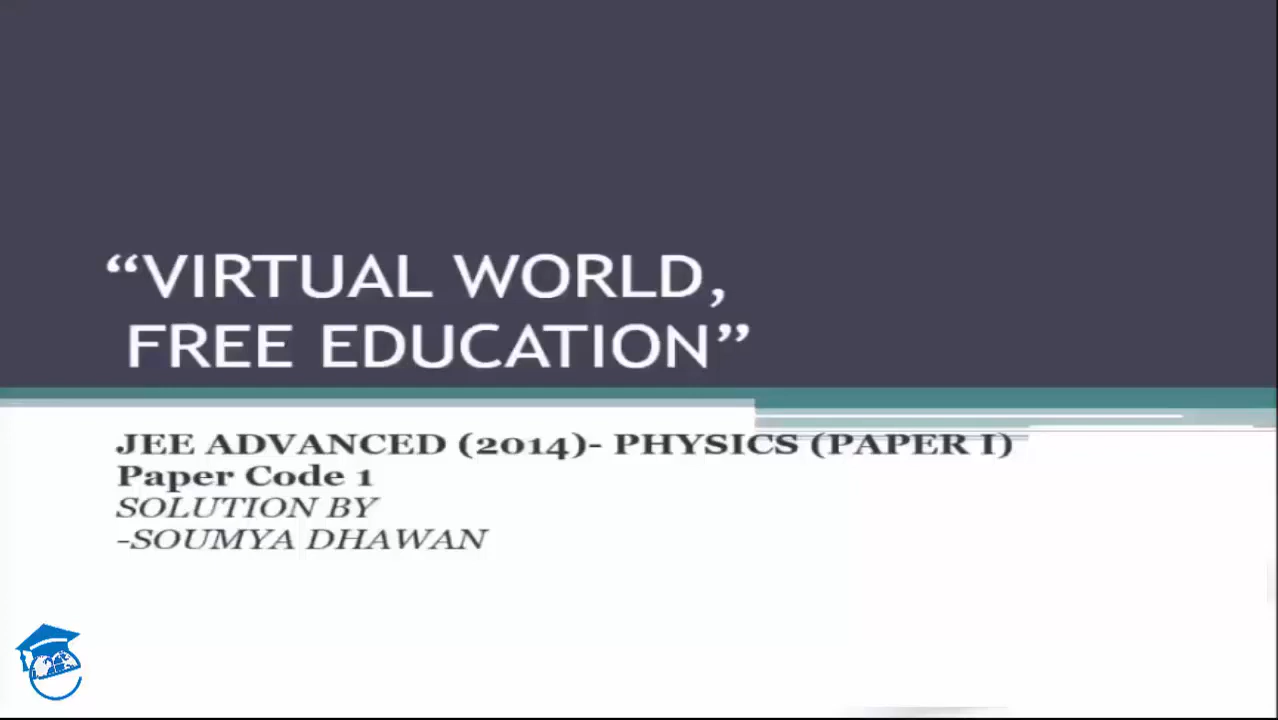 “VIRTUAL WORLD,
FREE EDUCATION”
JEE ADVANCED (2014)- PHYSICS (PAPER I)
Paper Code 1
SOLUTION BY
-SOUMYA DHAWAN